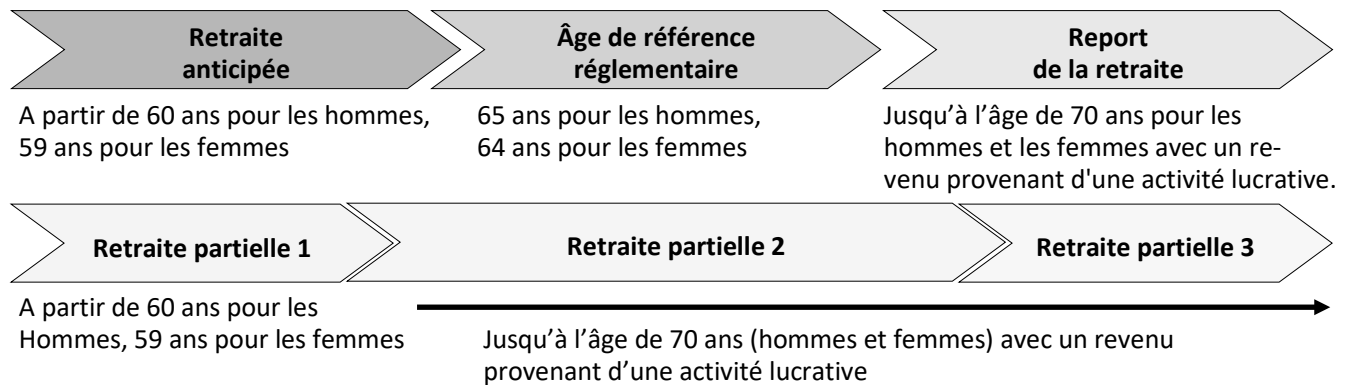 Retraite
anticipée
Âge de référence
réglementaire
Report
de la retraite
A partir de 60 ans pour les hommes,
59 ans pour les femmes
65 ans pour les hommes,
64 ans pour les femmes
Jusqu’à l’âge de 70 ans pour les
hommes et les femmes avec un re-
venu provenant d'une activité lucrative.
Retraite partielle 1
Retraite partielle 2
Retraite partielle 3
A partir de 60 ans pour les
Hommes, 59 ans pour les femmes
Jusqu’à l’âge de 70 ans (hommes et femmes) avec un revenu
provenant d’une activité lucrative